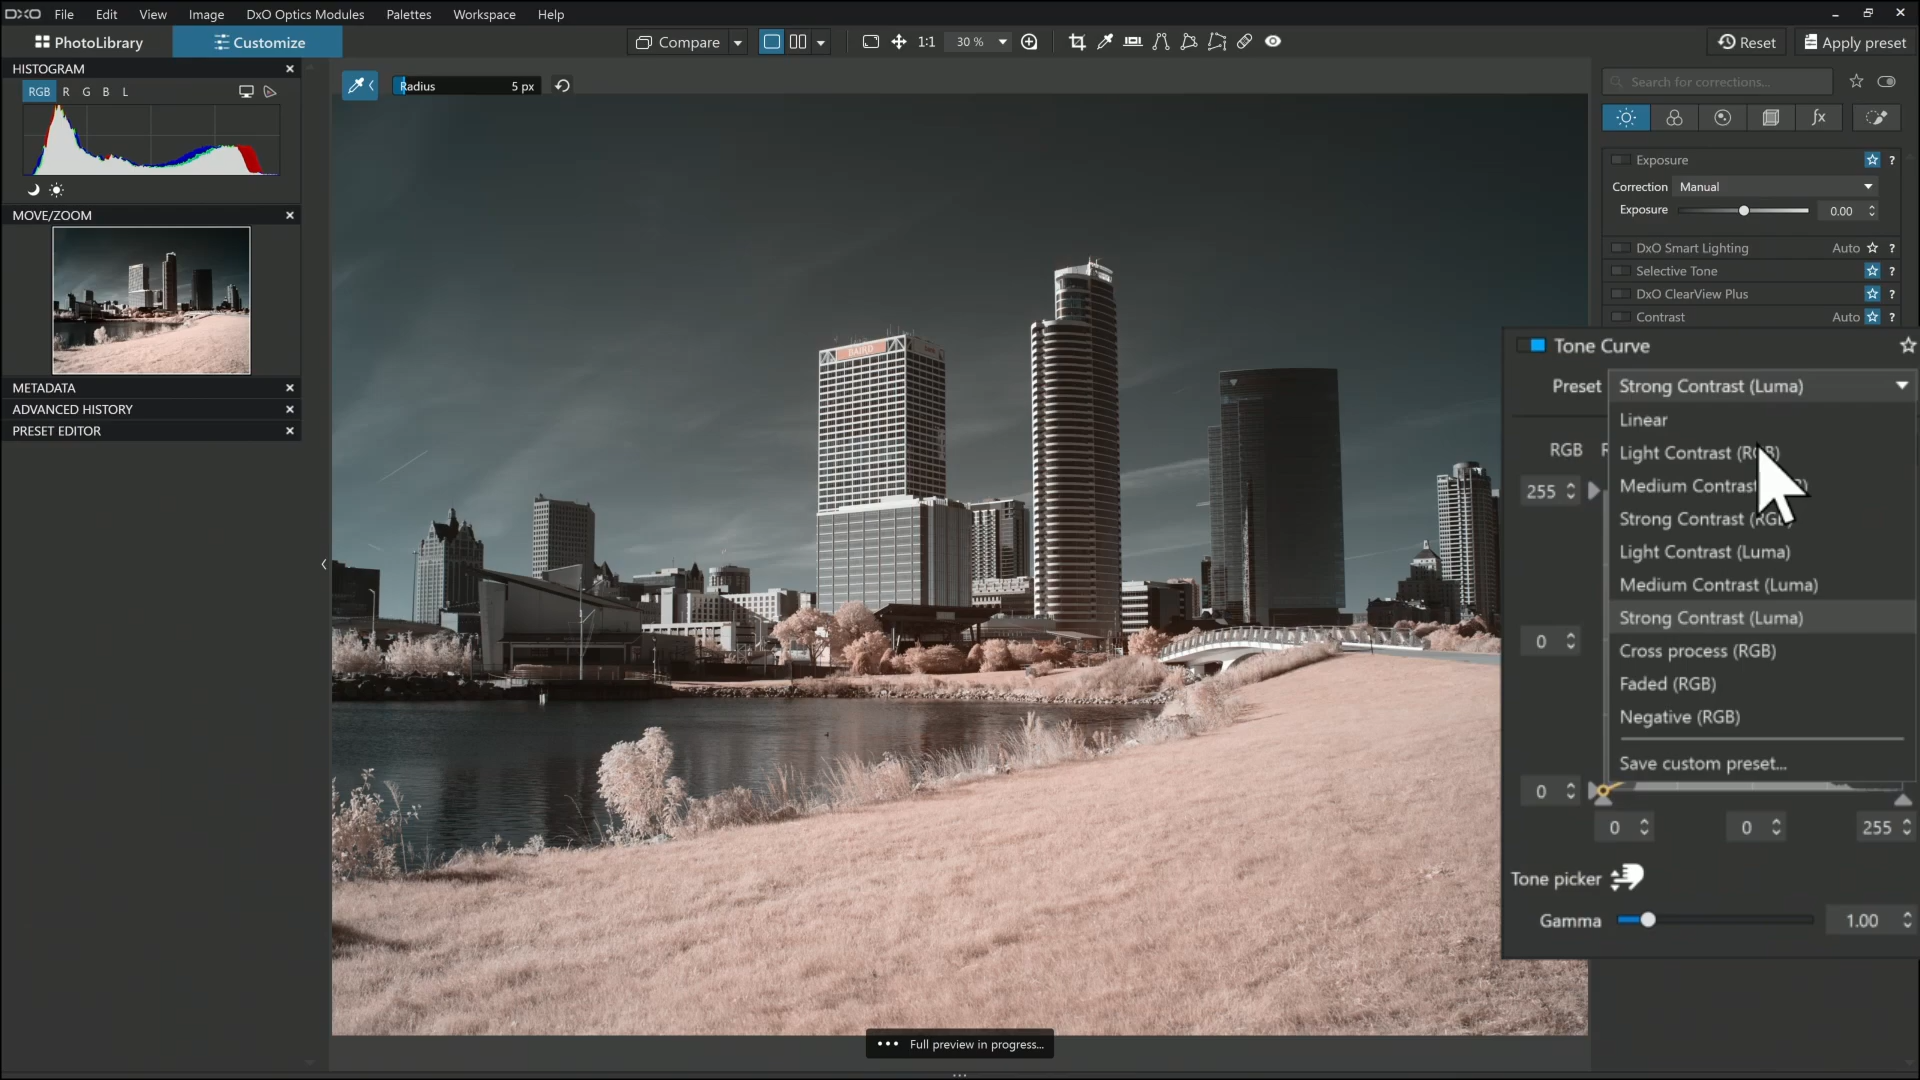 DXO File Edit View Image DxO Optics Modules Palettes Workspace Help
PhotoLibrary Customize Compare 1:1 30 % Reset Apply preset
HISTOGRAM
RGB R G B L
Radius 5 px
Search for corrections...
fx
MOVE/ZOOM
METADATA
ADVANCED HISTORY
PRESET EDITOR
BAIRD
Exposure ?
Correction Manual
Exposure 0.00
DxO Smart Lighting Auto ?
Selective Tone ?
DxO ClearView Plus ?
Contrast Auto ?
Tone Curve
Preset Strong Contrast (Luma)
Linear
RGB
Light Contrast (RGB)
255
Medium Contrast
Strong Contrast (RGB)
Light Contrast (Luma)
Medium Contrast (Luma)
Strong Contrast (Luma)
0
Cross process (RGB)
Faded (RGB)
Negative (RGB)
Save custom preset...
0
0 0 255
Tone picker
Gamma 1.00
Full preview in progress...